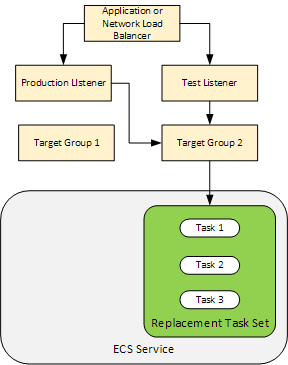 Application or
Network Load
Balancer
Production Listener
Test Listener
Target Group 1
Target Group 2
Task 1
Task 2
Task 3
Replacement Task Set
ECS Service